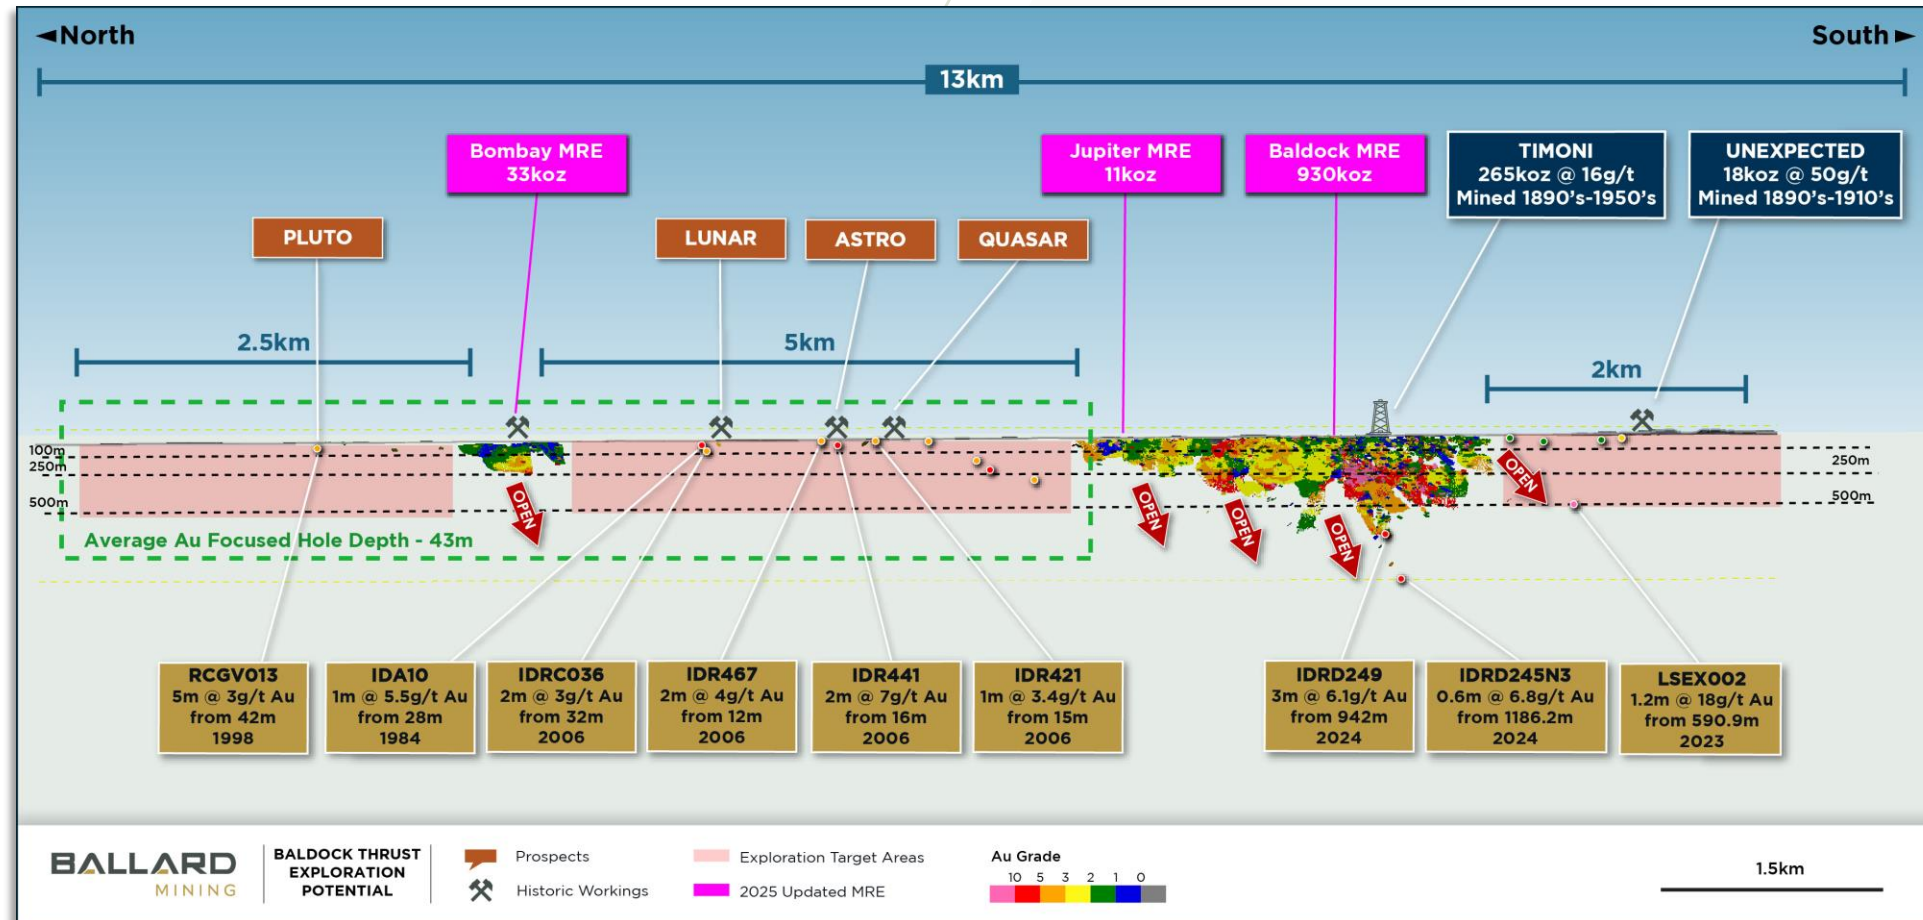 ◄North
South►
13km
Bombay MRE
33koz
Jupiter MRE
11koz
Baldock MRE
930koz
TIMONI
265koz @ 16g/t
Mined 1890's-1950's
UNEXPECTED
18koz @ 50g/t
Mined 1890's-1910's
PLUTO
LUNAR
ASTRO
QUASAR
2.5km
5km
2km
100m
250m
500m
250m
500m
OPEN
OPEN
OPEN
OPEN
OPEN
Average Au Focused Hole Depth - 43m
RCGV013
5m @ 3g/t Au
from 42m
1998
IDA10
1m @ 5.5g/t Au
from 28m
1984
IDRC036
2m @ 3g/t Au
from 32m
2006
IDR467
2m @ 4g/t Au
from 12m
2006
IDR441
2m @ 7g/t Au
from 16m
2006
IDR421
1m @ 3.4g/t Au
from 15m
2006
IDRD249
3m @ 6.1g/t Au
from 942m
2024
IDRD245N3
0.6m @ 6.8g/t Au
from 1186.2m
2024
LSEX002
1.2m @ 18g/t Au
from 590.9m
2023
BALLARD
MINING
BALDOCK THRUST
EXPLORATION
POTENTIAL
Prospects
Historic Workings
Exploration Target Areas
2025 Updated MRE
Au Grade
10 5 3 2 1 0
1.5km